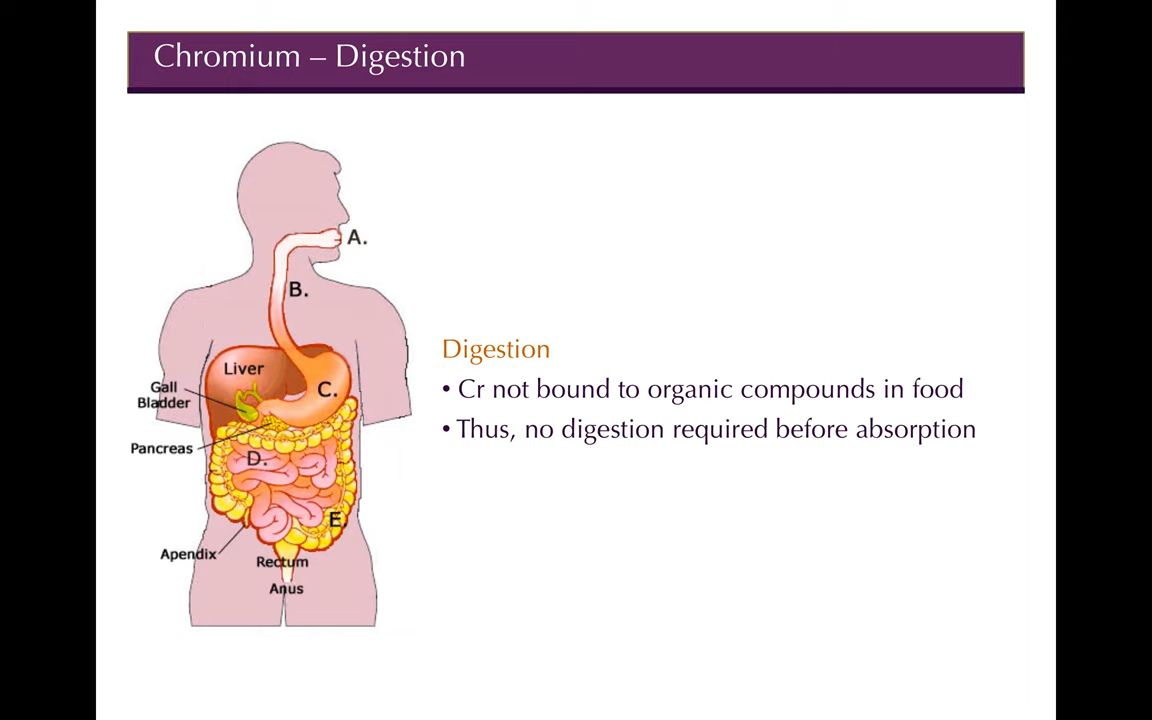 Chromium – Digestion
A.
B.
Liver
Gall
Bladder
C.
Pancreas
D.
E.
Apendix
Rectum
Anus
Digestion
• Cr not bound to organic compounds in food
• Thus, no digestion required before absorption